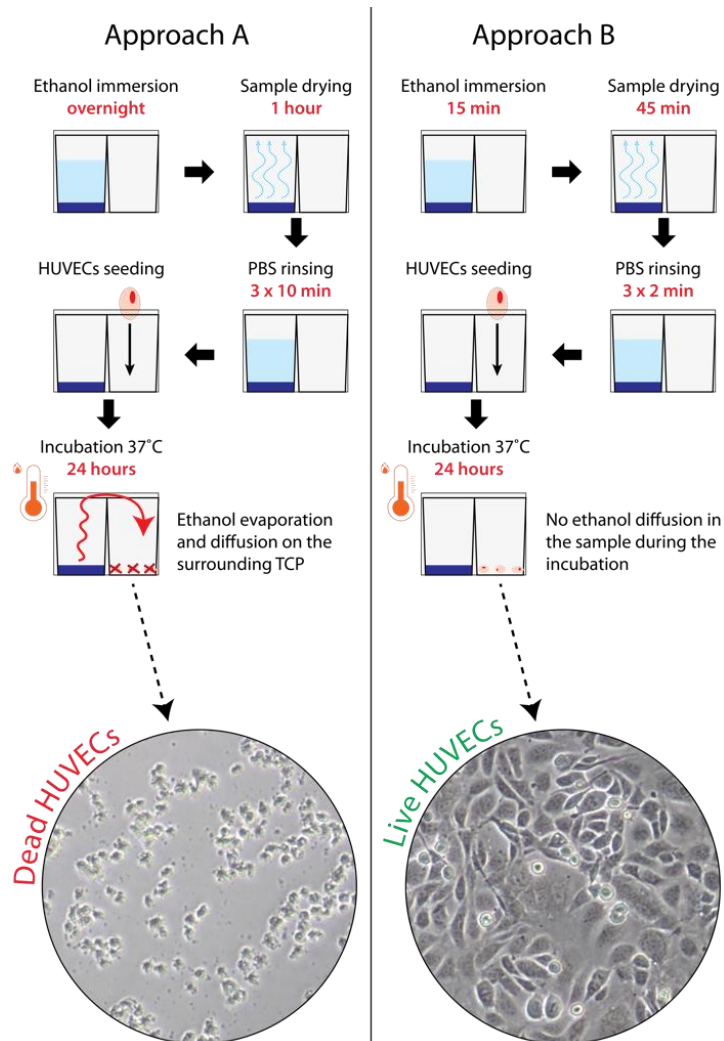 Approach A
Ethanol immersion
overnight
Sample drying
1 hour
HUVECs seeding
PBS rinsing
3 x 10 min
Incubation 37˚C
24 hours
Ethanol evaporation
and diffusion on the
surrounding TCP
Dead HUVECs
Approach B
Ethanol immersion
15 min
Sample drying
45 min
HUVECs seeding
PBS rinsing
3 x 2 min
Incubation 37˚C
24 hours
No ethanol diffusion in
the sample during the
incubation
Live HUVECs